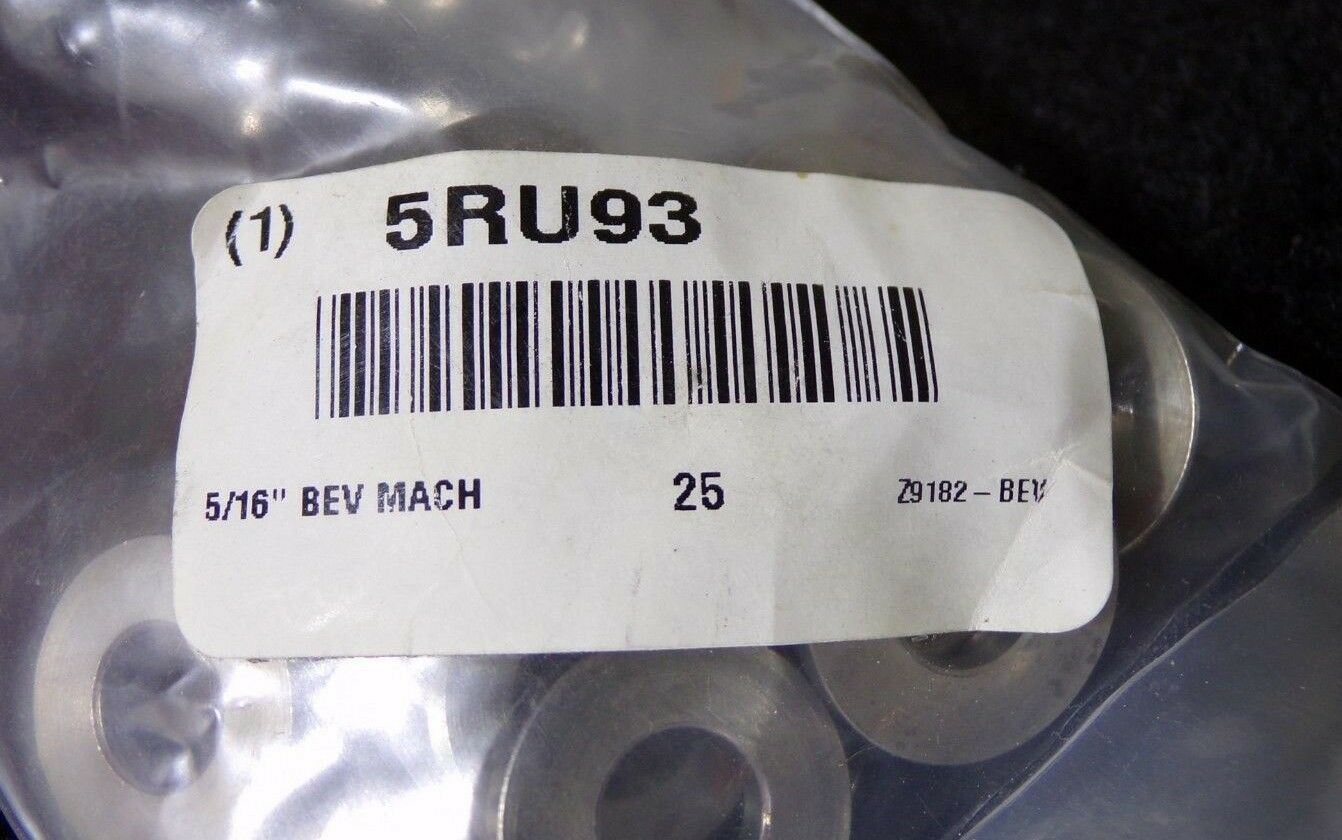 (1) 5RU93
5/16" BEV MACH 25 Z9182-BEV